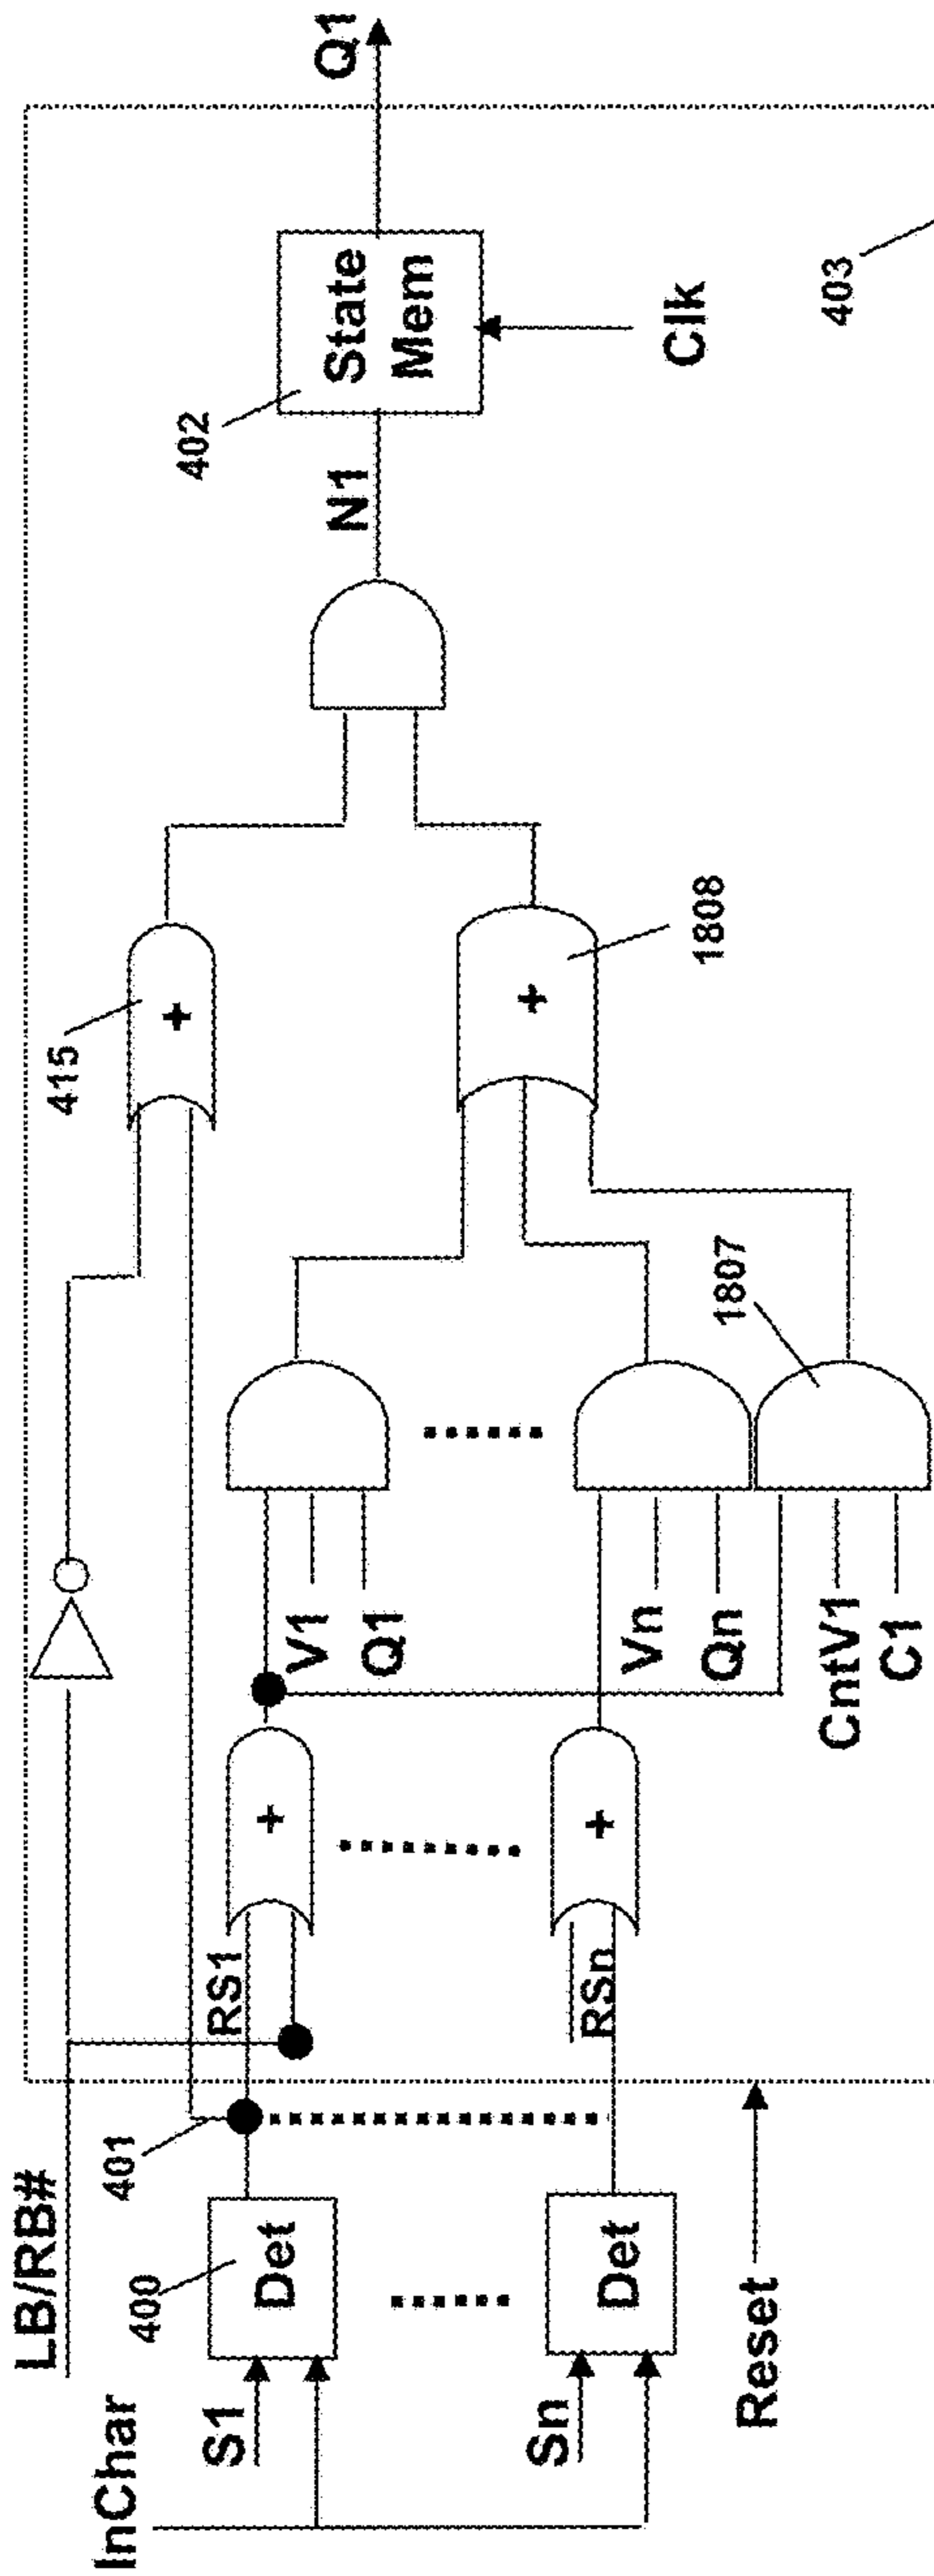 InChar
LB/RB#
S1
400
Det
401
RS1
+
V1
Q1
415
+
Sn
Det
RSn
+
Vn
Qn
CntV1
C1
1807
+
1808
N1
402
State
Mem
Clk
Q1
403
Reset